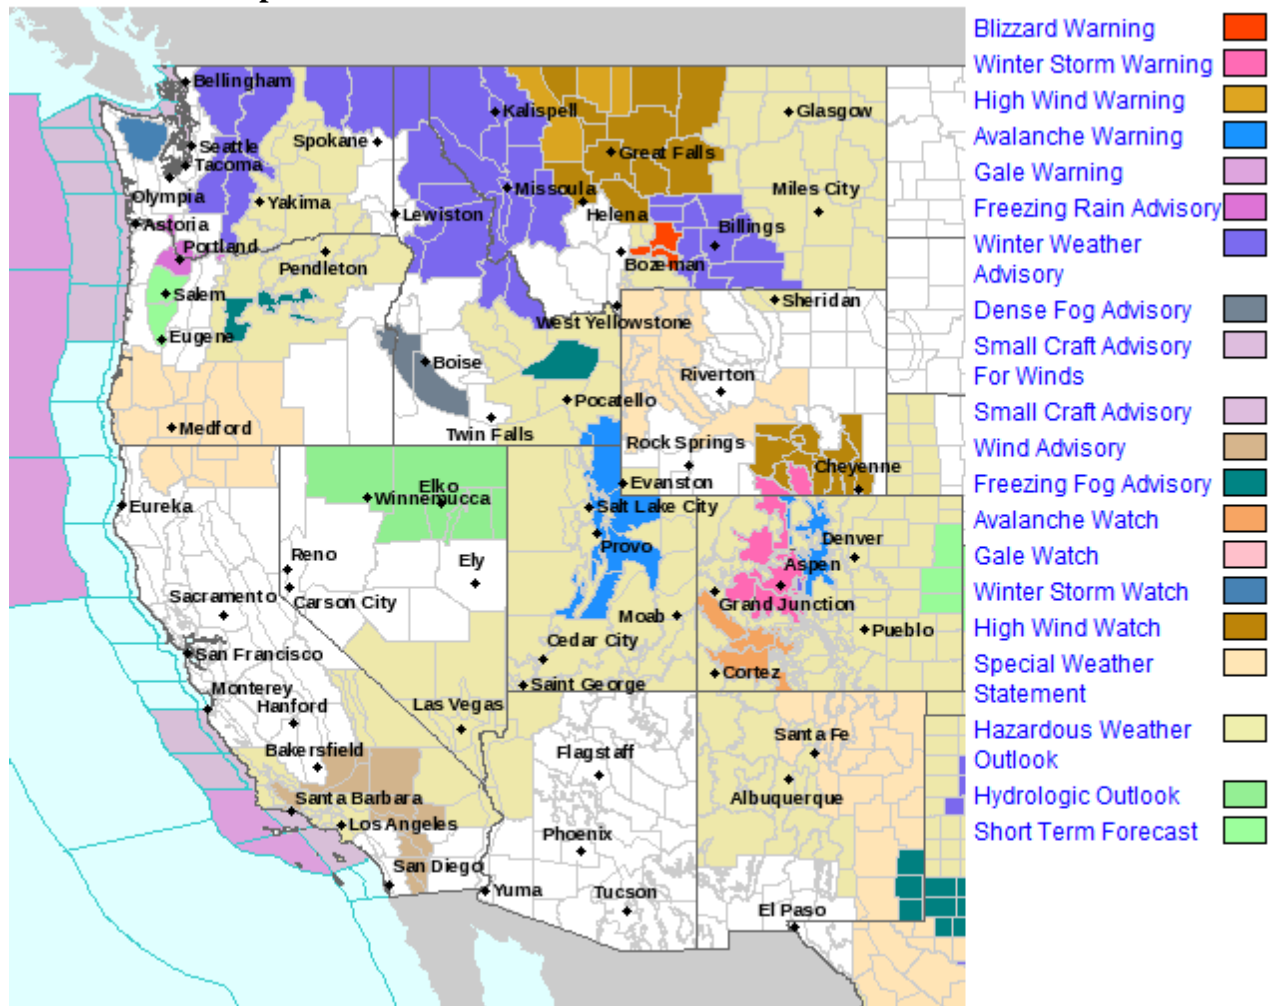 Bellingham
Seattle
Tacoma
Olympia
Astoria
Portland
Salem
Eugene
Medford
Spokane
Yakima
Pendleton
Lewiston
Kalispell
Missoula
Great Falls
Helena
Bozeman
Billings
Glasgow
Miles City
West Yellowstone
Sheridan
Boise
Twin Falls
Pocatello
Riverton
Rock Springs
Evanston
Cheyenne
Eureka
Elko
Winnemucca
Reno
Carson City
Ely
Sacramento
San Francisco
Monterey
Hanford
Bakersfield
Las Vegas
Santa Barbara
Los Angeles
San Diego
Salt Lake City
Provo
Moab
Cedar City
Saint George
Denver
Aspen
Grand Junction
Pueblo
Cortez
Flagstaff
Phoenix
Yuma
Tucson
Santa Fe
Albuquerque
El Paso
Blizzard Warning
Winter Storm Warning
High Wind Warning
Avalanche Warning
Gale Warning
Freezing Rain Advisory
Winter Weather
Advisory
Dense Fog Advisory
Small Craft Advisory
For Winds
Small Craft Advisory
Wind Advisory
Freezing Fog Advisory
Avalanche Watch
Gale Watch
Winter Storm Watch
High Wind Watch
Special Weather
Statement
Hazardous Weather
Outlook
Hydrologic Outlook
Short Term Forecast